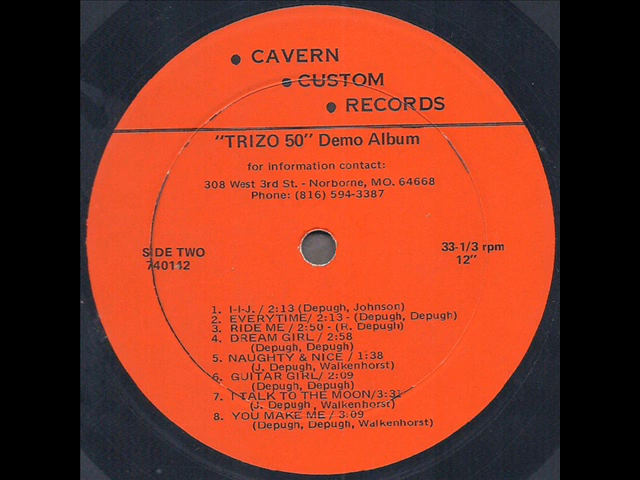 • CAVERN
• CUSTOM
• RECORDS
"TRIZO 50" Demo Album
for information contact:
308 West 3rd St. - Norborne, MO. 64668
Phone: (816) 594-3387
SIDE TWO
740112
33-1/3 rpm
12"
1. I-I-J. / 2:13 (Depugh, Johnson)
2. EVERYTIME/ 2:13 - (Depugh, Depugh)
3. RIDE ME / 2:50 - (R. Depugh)
4. DREAM GIRL / 2:58
(Depugh, Depugh)
5. NAUGHTY & NICE / 1:38
(J. Depugh, Walkenhorst)
6. GUITAR GIRL/ 2:09
(Depugh, Depugh)
7. I TALK TO THE MOON/3:31
(J. Depugh, Walkenhorst)
8. YOU MAKE ME / 3:09
(Depugh, Depugh, Walkenhorst)